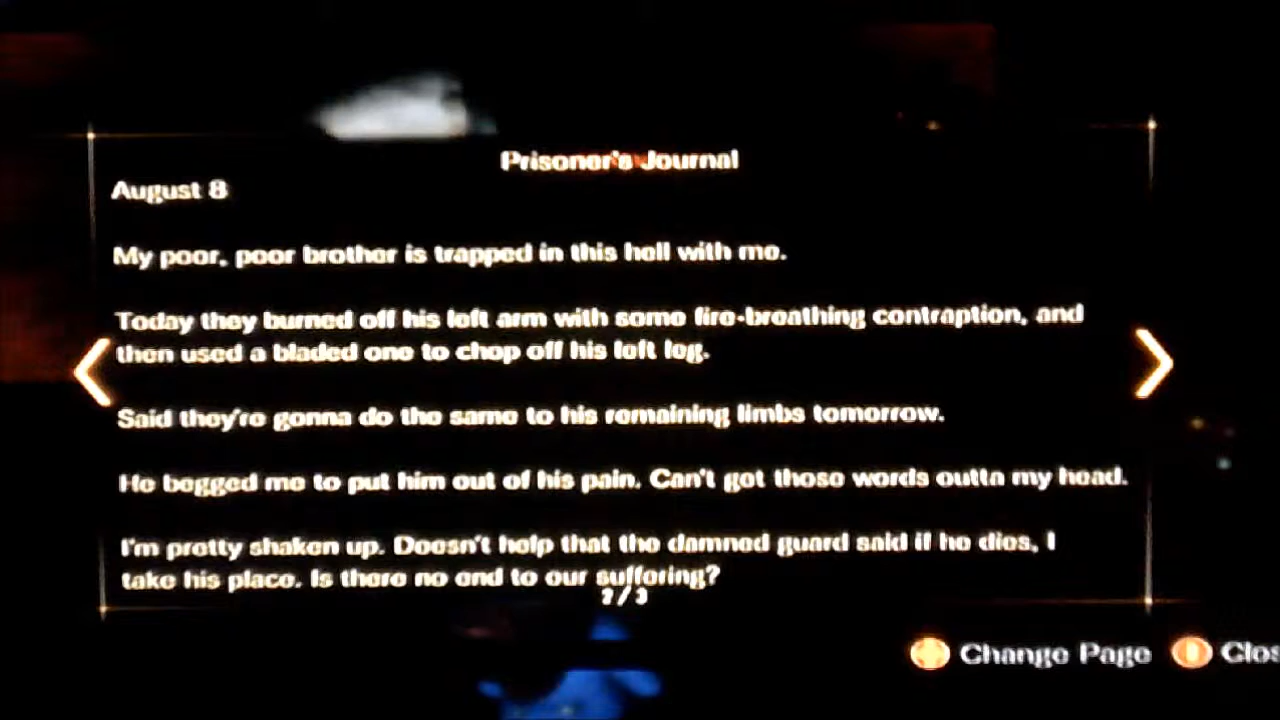 Prisoner's Journal
August 8
My poor, poor brother is trapped in this hell with me.
Today they burned off his left arm with some fire-breathing contraption, and
then used a bladed one to chop off his left leg.
Said they're gonna do the same to his remaining limbs tomorrow.
He begged me to put him out of his pain. Can't get those words outta my head.
I'm pretty shaken up. Doesn't help that the damned guard said if he dies, I
take his place. Is there no end to our suffering?
2/3
Change Page Clos